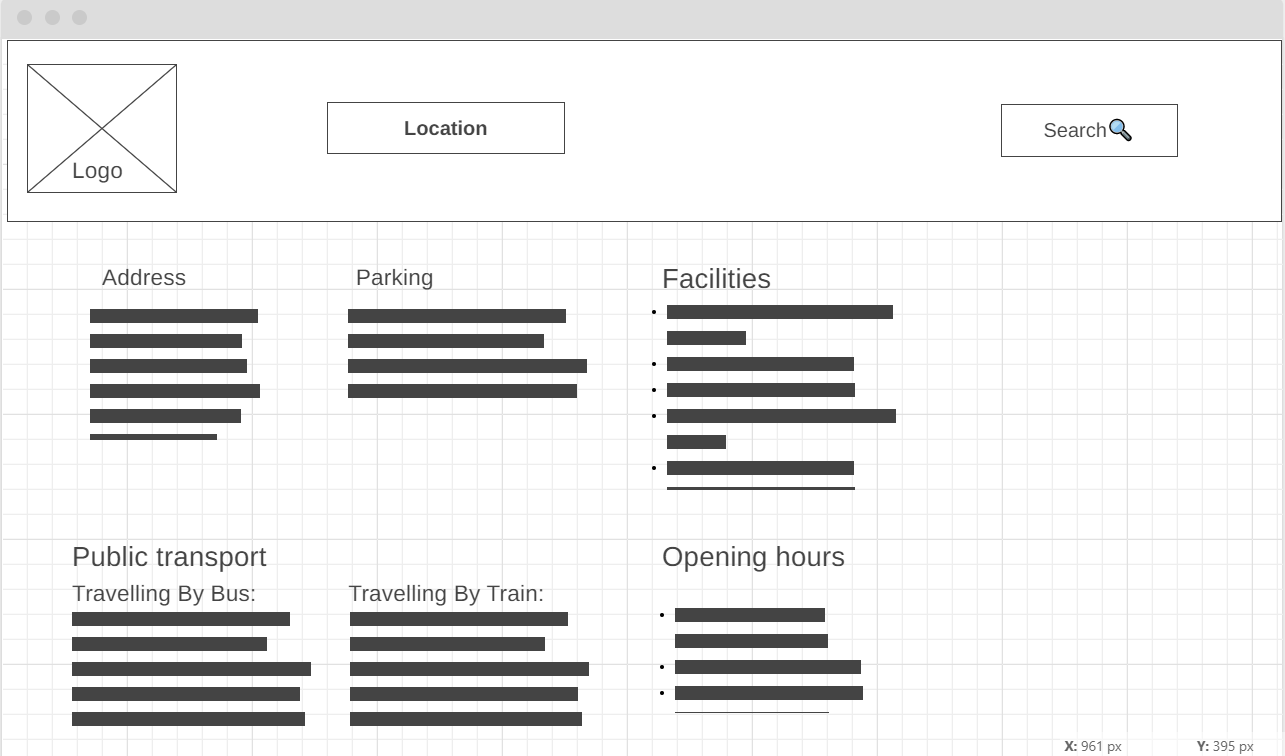 Logo
Location
Search
Address
Parking
Facilities
Public transport
Travelling By Bus:
Travelling By Train:
Opening hours
X: 961 px
Y: 395 px